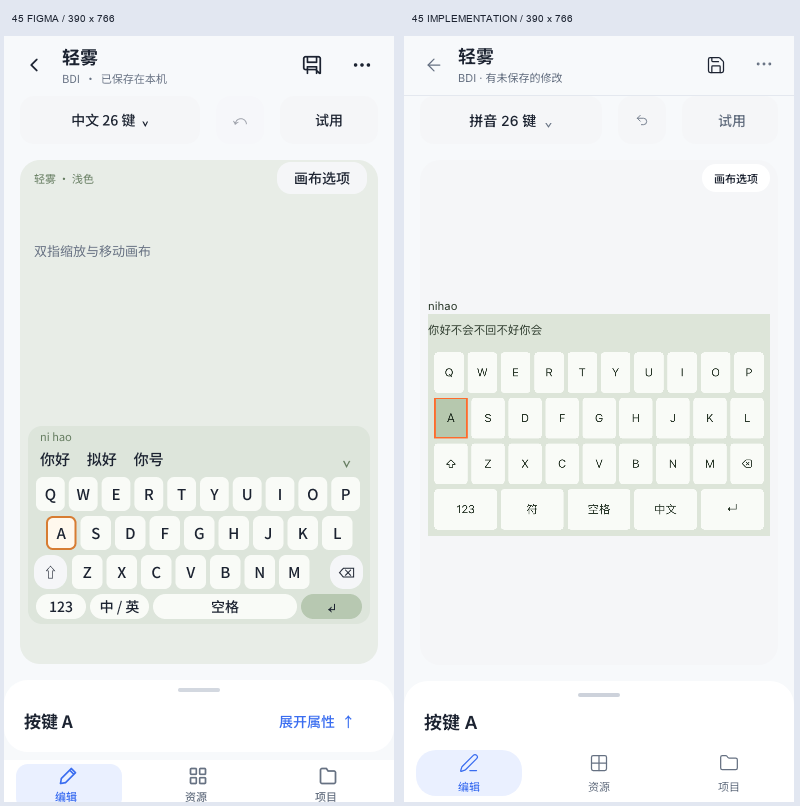 45 FIGMA / 390 x 766
轻雾
BDI • 已保存在本机
中文 26 键
试用
轻雾 • 浅色
画布选项
双指缩放与移动画布
ni hao
你好 拟好 你号
Q W E R T Y U I O P
A S D F G H J K L
Z X C V B N M
123 中 / 英 空格
按键 A
展开属性 ↑
编辑 资源 项目
45 IMPLEMENTATION / 390 x 766
轻雾
BDI · 有未保存的修改
拼音 26 键
试用
画布选项
nihao
你好不会不回不好你会
Q W E R T Y U I O P
A S D F G H J K L
Z X C V B N M
123 符 空格 中文
按键 A
编辑 资源 项目